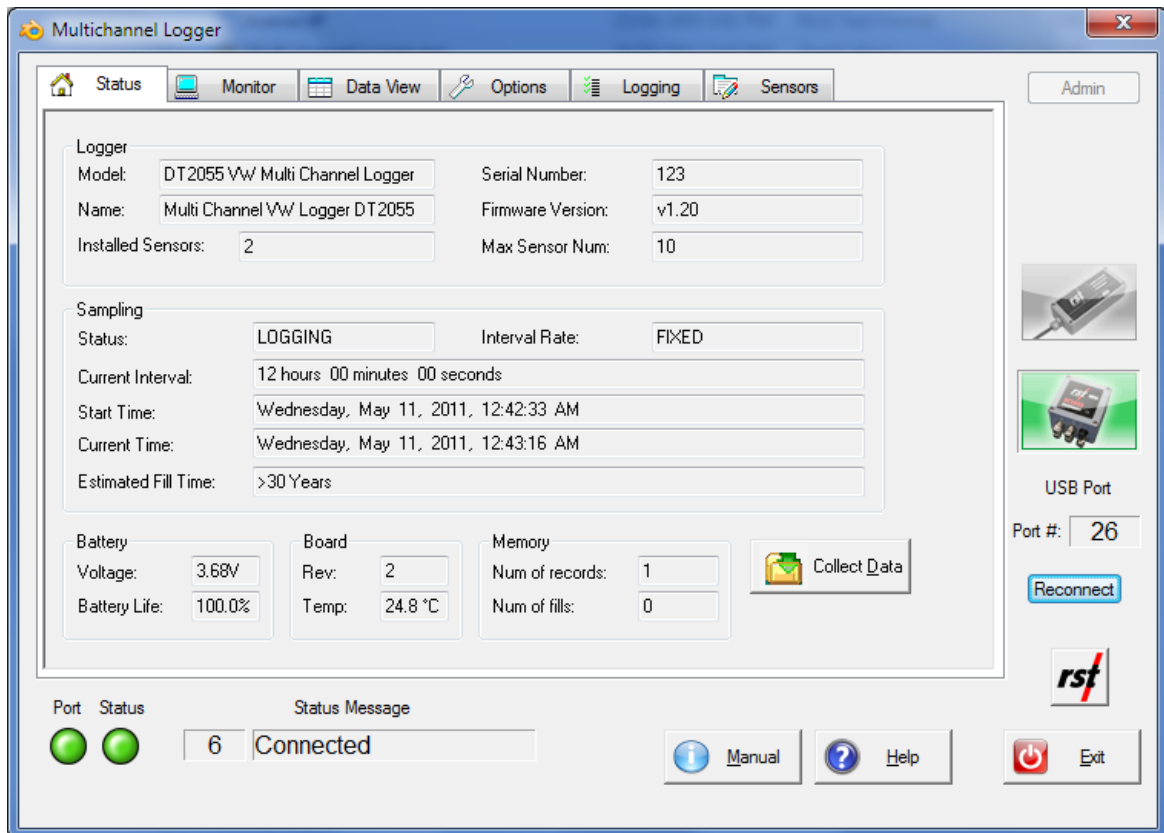 Multichannel Logger
Status Monitor Data View Options Logging Sensors
Admin
Logger
Model: DT2055 VW Multi Channel Logger Serial Number: 123
Name: Multi Channel VW Logger DT2055 Firmware Version: v1.20
Installed Sensors: 2 Max Sensor Num: 10
Sampling
Status: LOGGING Interval Rate: FIXED
Current Interval: 12 hours 00 minutes 00 seconds
Start Time: Wednesday, May 11, 2011, 12:42:33 AM
Current Time: Wednesday, May 11, 2011, 12:43:16 AM
Estimated Fill Time: >30 Years
USB Port
Port #: 26
Reconnect
Battery Board Memory
Voltage: 3.68V Rev: 2 Num of records: 1
Battery Life: 100.0% Temp: 24.8 °C Num of fills: 0
Collect Data
rst
Port Status Status Message
6 Connected
Manual Help Exit